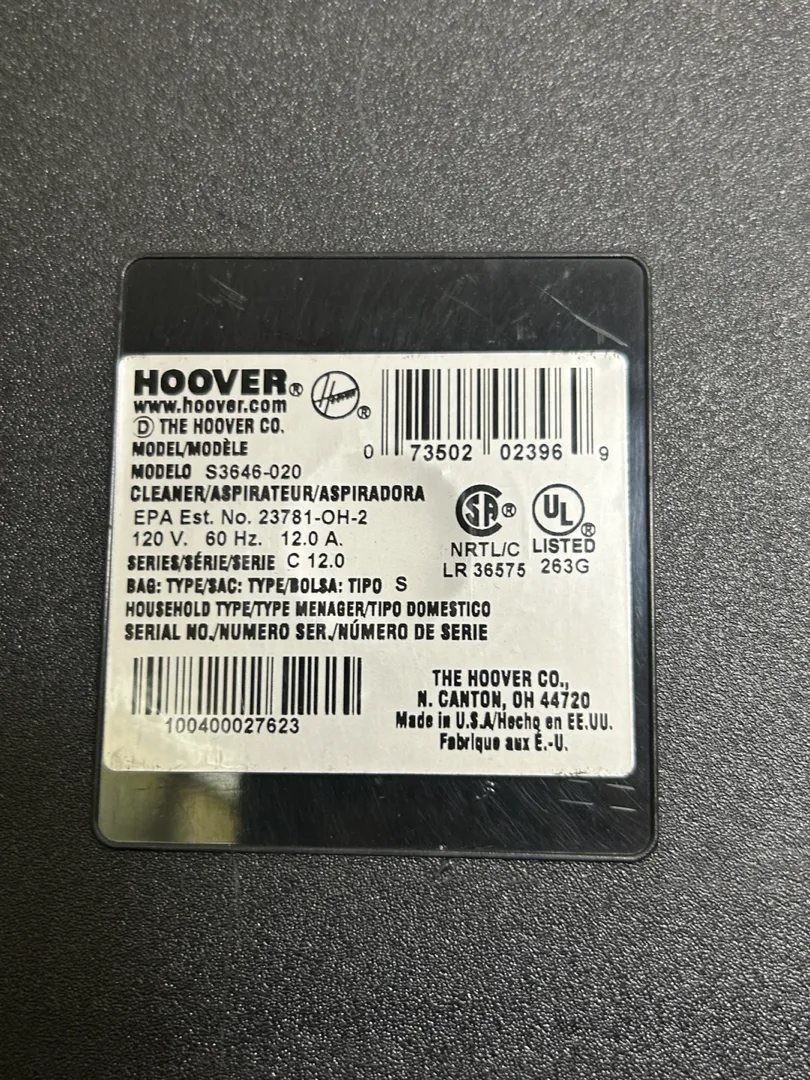 HOOVER®
www.hoover.com
Hoover ®
Ⓓ THE HOOVER CO.
0 73502 02396 9
MODEL/MODÈLE
MODELO S3646-020
CLEANER/ASPIRATEUR/ASPIRADORA
EPA Est. No. 23781-OH-2
120 V. 60 Hz. 12.0 A.
SERIES/SÉRIE/SERIE C 12.0
BAG: TYPE/SAC: TYPE/BOLSA: TIPO S
HOUSEHOLD TYPE/TYPE MENAGER/TIPO DOMESTICO
SERIAL NO./NUMERO SER./NÚMERO DE SERIE
SA ®
NRTL/C
LR 36575
UL ®
LISTED
263G
100400027623
THE HOOVER CO.,
N. CANTON, OH 44720
Made in U.S.A/Hecho en EE.UU.
Fabrique aux É.-U.